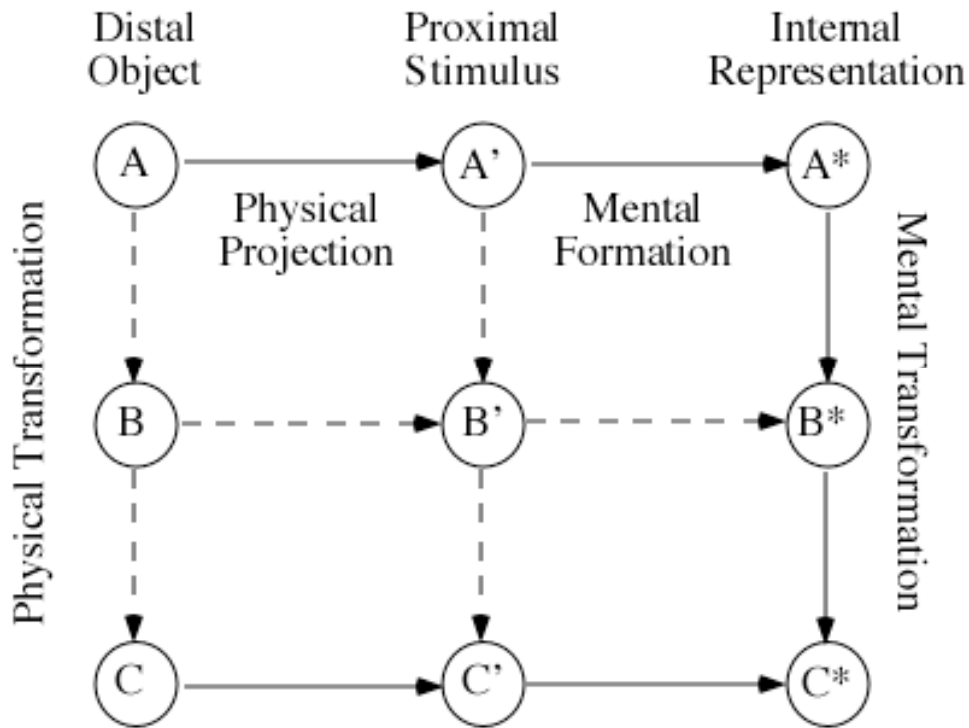 Distal
Object
Proximal
Stimulus
Internal
Representation
A
A’
A*
Physical
Projection
Mental
Formation
Physical Transformation
Mental Transformation
B
B’
B*
C
C’
C*